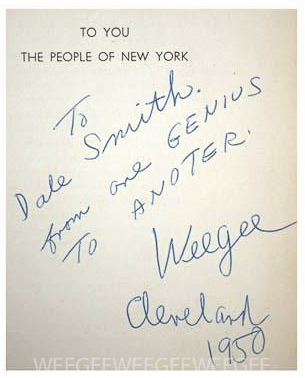 TO YOU
THE PEOPLE OF NEW YORK
To
Dale Smith.
from one GENIUS
TO ANOTER.
Weegee
Cleveland
1950
WEEGEEWEEGEEWEEGEE